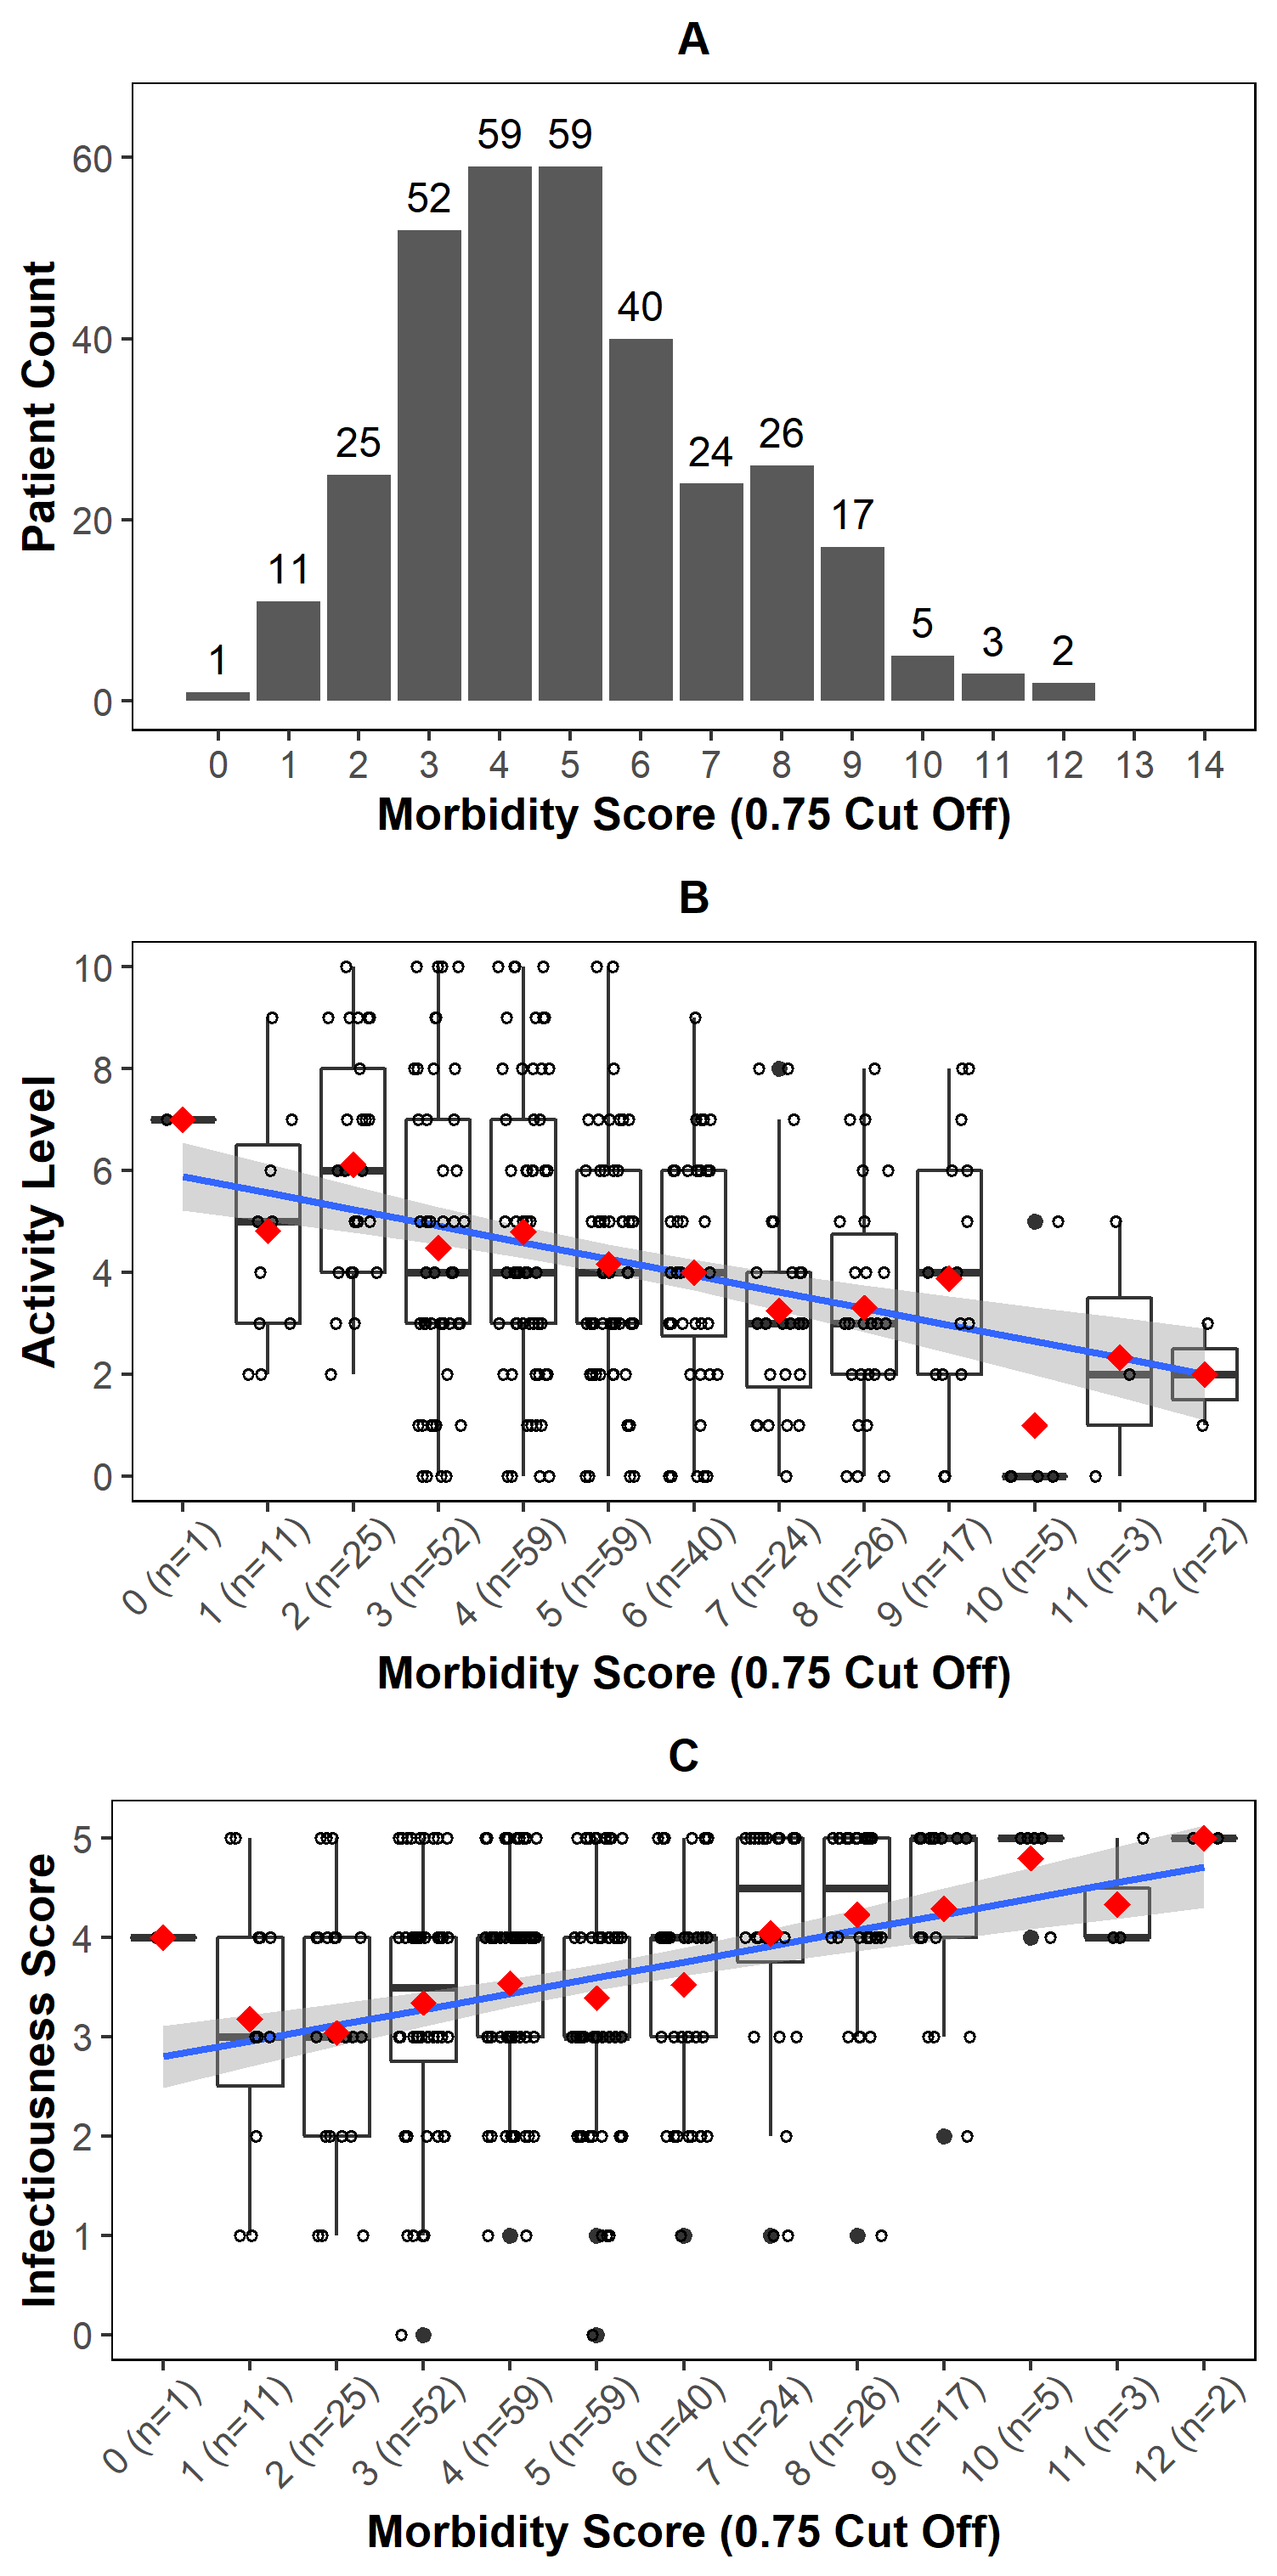 A
Patient Count
60
40
20
0
1
11
25
52
59
59
40
24
26
17
5
3
2
0 1 2 3 4 5 6 7 8 9 10 11 12 13 14
Morbidity Score (0.75 Cut Off)
B
Activity Level
10
8
6
4
2
0
0 (n=1) 1 (n=11) 2 (n=25) 3 (n=52) 4 (n=59) 5 (n=59) 6 (n=40) 7 (n=24) 8 (n=26) 9 (n=17) 10 (n=5) 11 (n=3) 12 (n=2)
Morbidity Score (0.75 Cut Off)
C
Infectiousness Score
5
4
3
2
1
0
0 (n=1) 1 (n=11) 2 (n=25) 3 (n=52) 4 (n=59) 5 (n=59) 6 (n=40) 7 (n=24) 8 (n=26) 9 (n=17) 10 (n=5) 11 (n=3) 12 (n=2)
Morbidity Score (0.75 Cut Off)